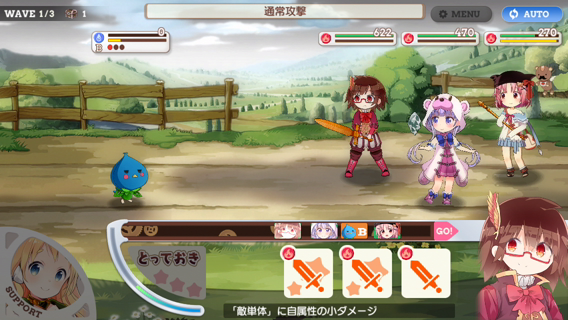 WAVE 1/3 1
通常攻撃
MENU
AUTO
0
B
622
470
270
B
GO!
とっておき
SUPPORT
「敵単体」に自属性の小ダメージ